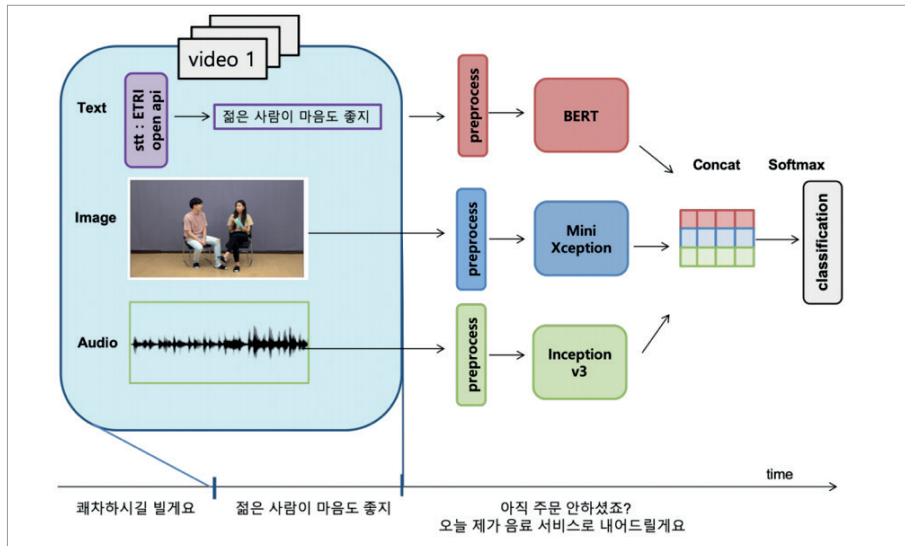 video 1
Text
stt : ETRI
open api
젊은 사람이 마음도 좋지
preprocess
BERT
Concat
Softmax
Image
preprocess
Mini
Xception
classification
Audio
preprocess
Inception
v3
time
쾌차하시길 빌게요
젊은 사람이 마음도 좋지
아직 주문 안하셨죠?
오늘 제가 음료 서비스로 내어드릴게요